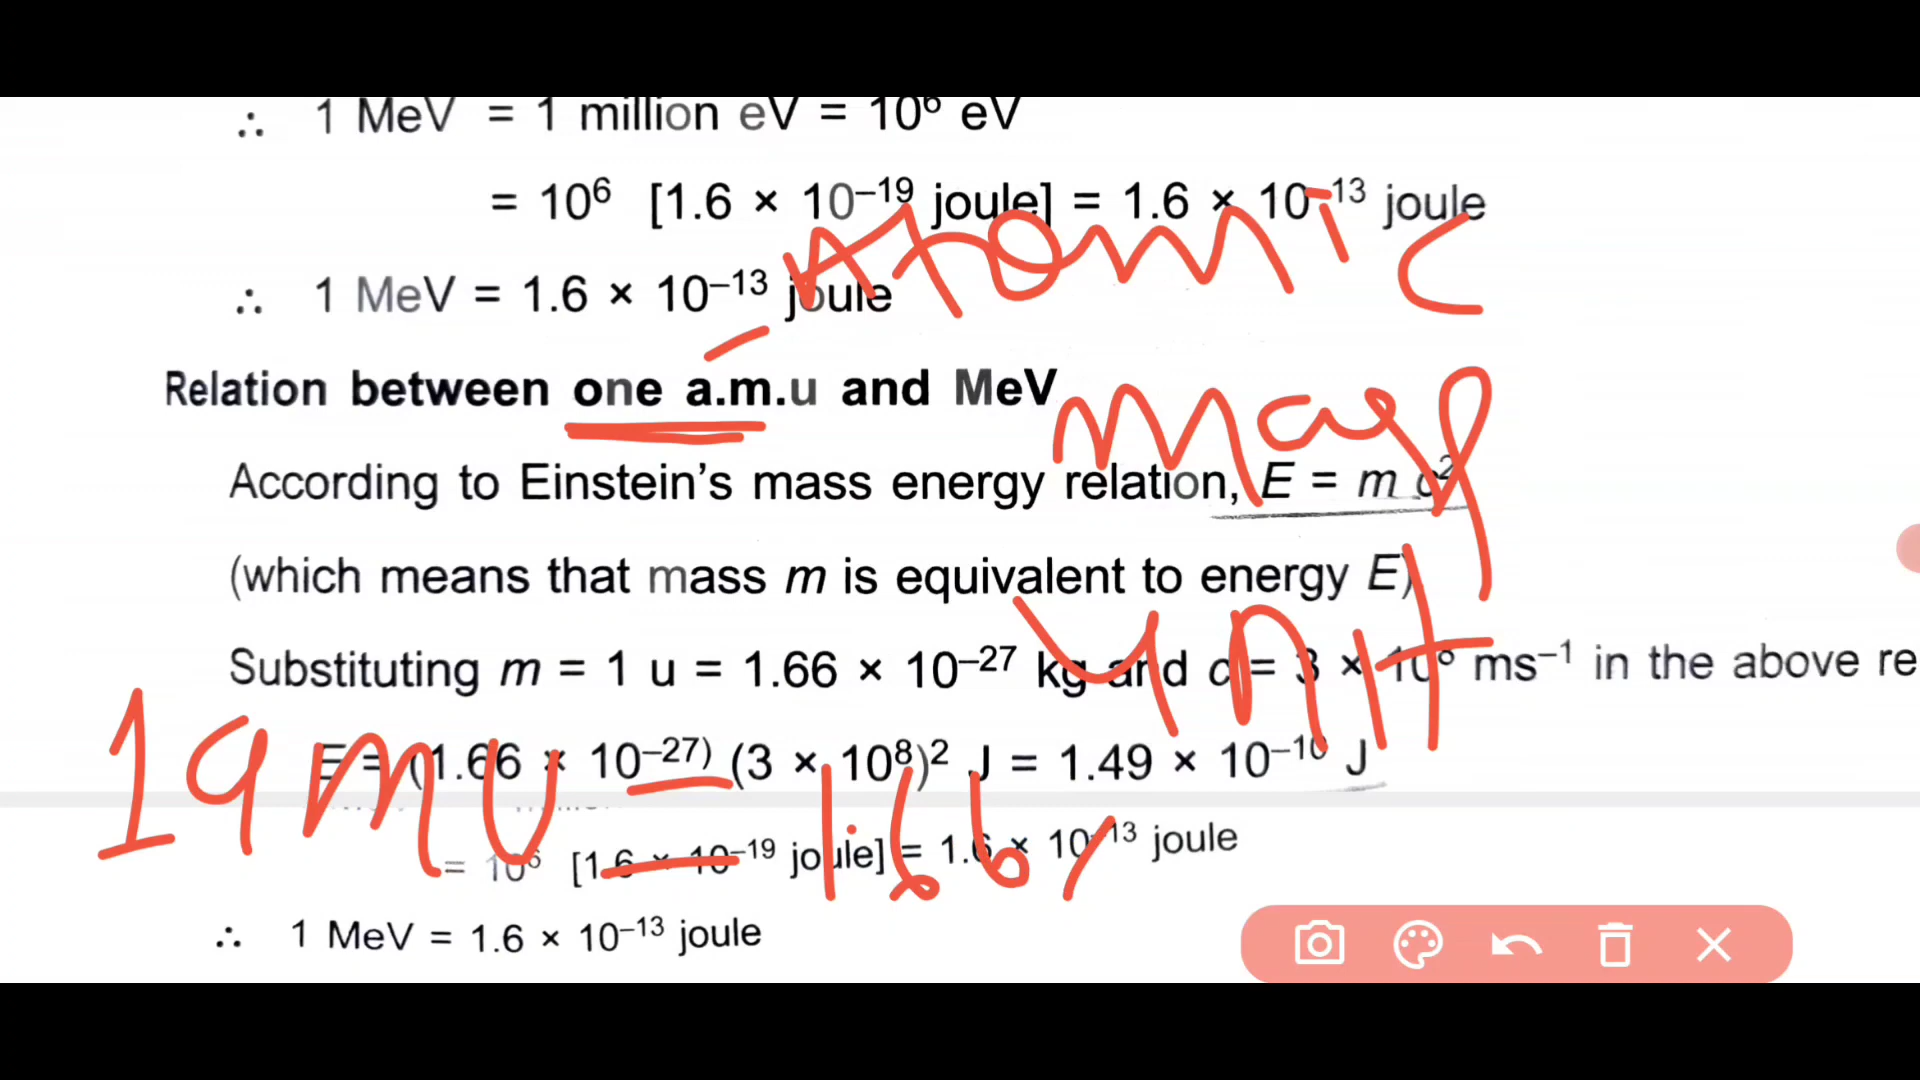 ∴ 1 MeV = 1 million eV = 10⁶ eV
= 10⁶ [1.6 × 10⁻¹⁹ joule] = 1.6 × 10⁻¹³ joule
Atomic
∴ 1 MeV = 1.6 × 10⁻¹³ joule
Relation between one a.m.u and MeV
Mass
According to Einstein's mass energy relation, E = m c²
(which means that mass m is equivalent to energy E)
Unit
Substituting m = 1 u = 1.66 × 10⁻²⁷ kg and c = 3 × 10⁸ ms⁻¹ in the above re
E = (1.66 × 10⁻²⁷) (3 × 10⁸)² J = 1.49 × 10⁻¹⁰ J
1amu = 1.66
= 10⁶ [1.6 × 10⁻¹⁹ joule] = 1.6 × 10⁻¹³ joule
∴ 1 MeV = 1.6 × 10⁻¹³ joule